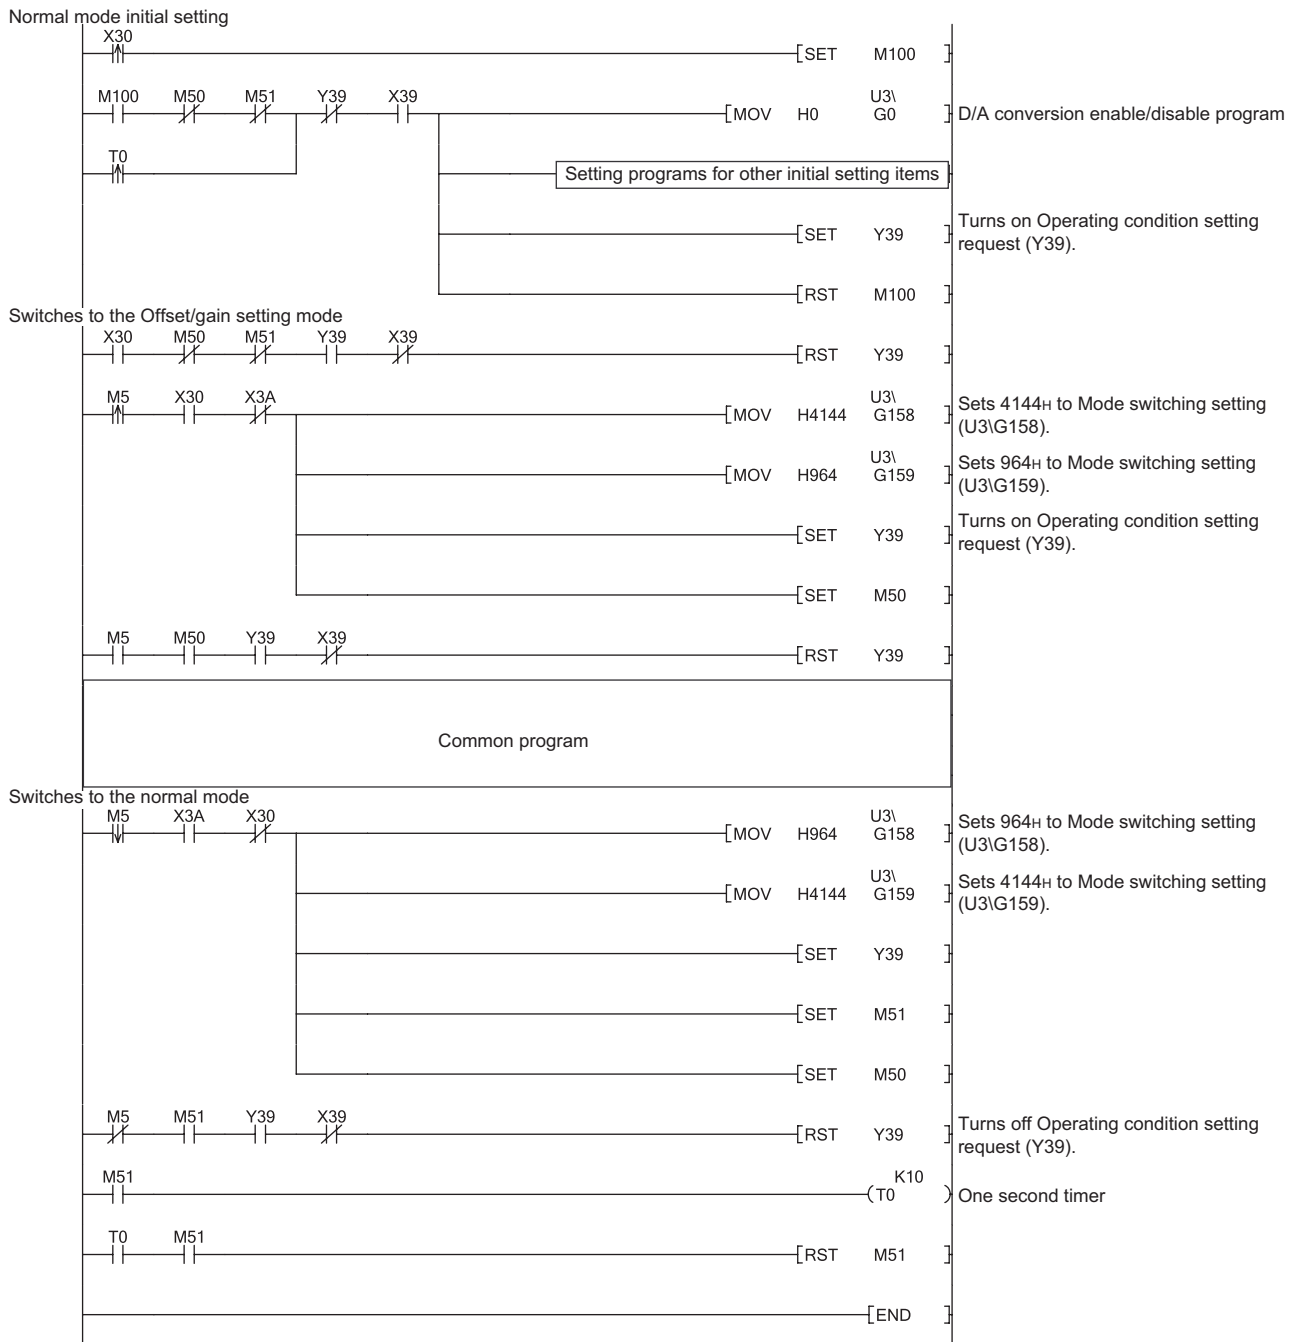 Normal mode initial setting
X30
[SET M100 ]
M100 M50 M51 Y39 X39
U3\
[MOV H0 G0 ] D/A conversion enable/disable program
T0
Setting programs for other initial setting items
[SET Y39 ] Turns on Operating condition setting
request (Y39).
[RST M100 ]
Switches to the Offset/gain setting mode
X30 M50 M51 Y39 X39
[RST Y39 ]
M5 X30 X3A
U3\
[MOV H4144 G158 ] Sets 4144H to Mode switching setting
(U3\G158).
U3\
[MOV H964 G159 ] Sets 964H to Mode switching setting
(U3\G159).
[SET Y39 ] Turns on Operating condition setting
request (Y39).
[SET M50 ]
M5 M50 Y39 X39
[RST Y39 ]
Common program
Switches to the normal mode
M5 X3A X30
U3\
[MOV H964 G158 ] Sets 964H to Mode switching setting
(U3\G158).
U3\
[MOV H4144 G159 ] Sets 4144H to Mode switching setting
(U3\G159).
[SET Y39 ]
[SET M51 ]
[SET M50 ]
M5 M51 Y39 X39
[RST Y39 ] Turns off Operating condition setting
request (Y39).
M51
K10
(T0 ) One second timer
T0 M51
[RST M51 ]
[END ]